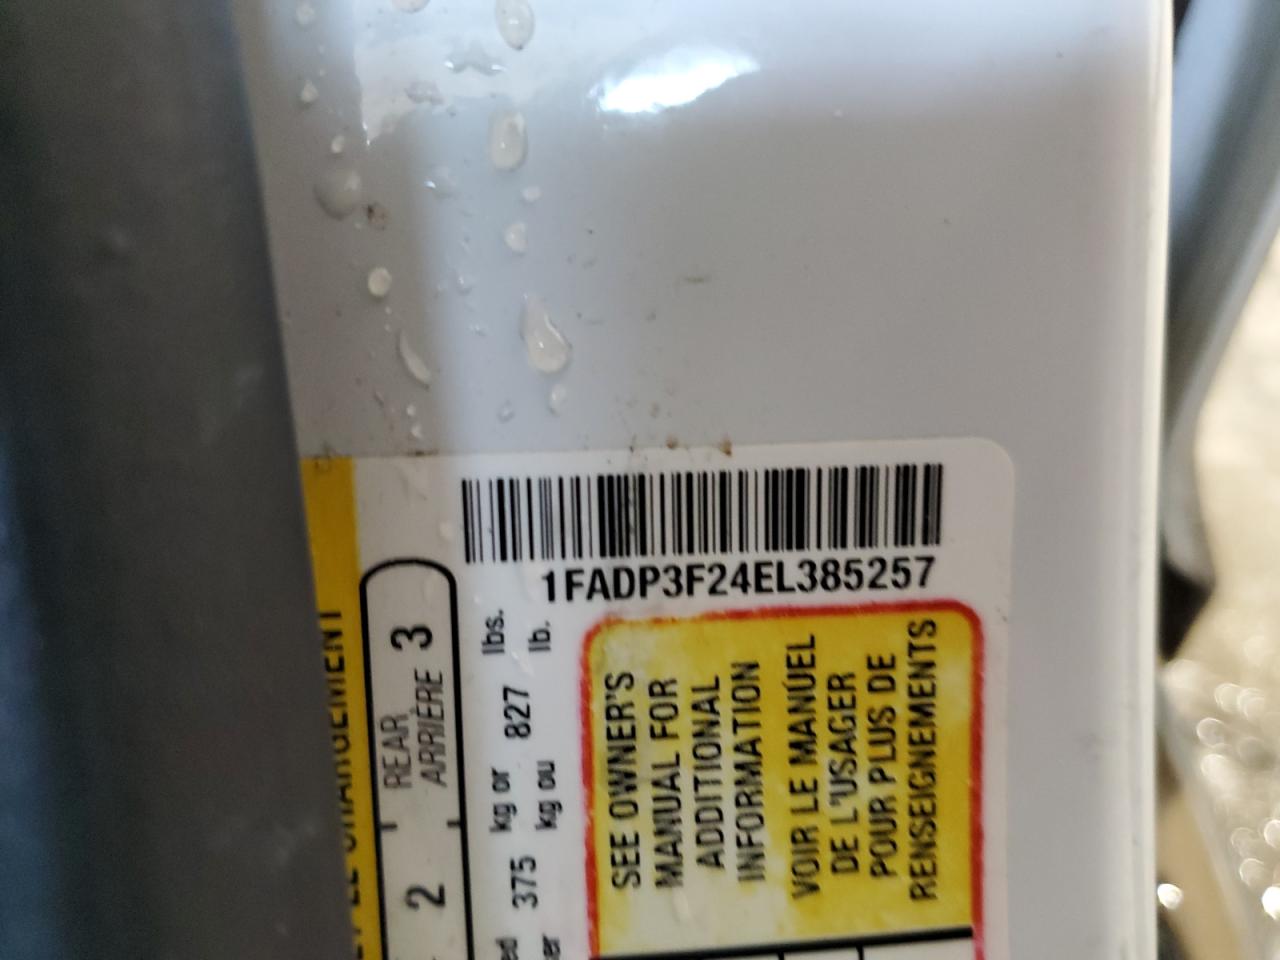 1FADP3F24EL385257
REAR
ARRIÈRE 3
2
375 kg or 827 lbs.
kg ou lb.
SEE OWNER'S
MANUAL FOR
ADDITIONAL
INFORMATION
VOIR LE MANUEL
DE L'USAGER
POUR PLUS DE
RENSEIGNEMENTS